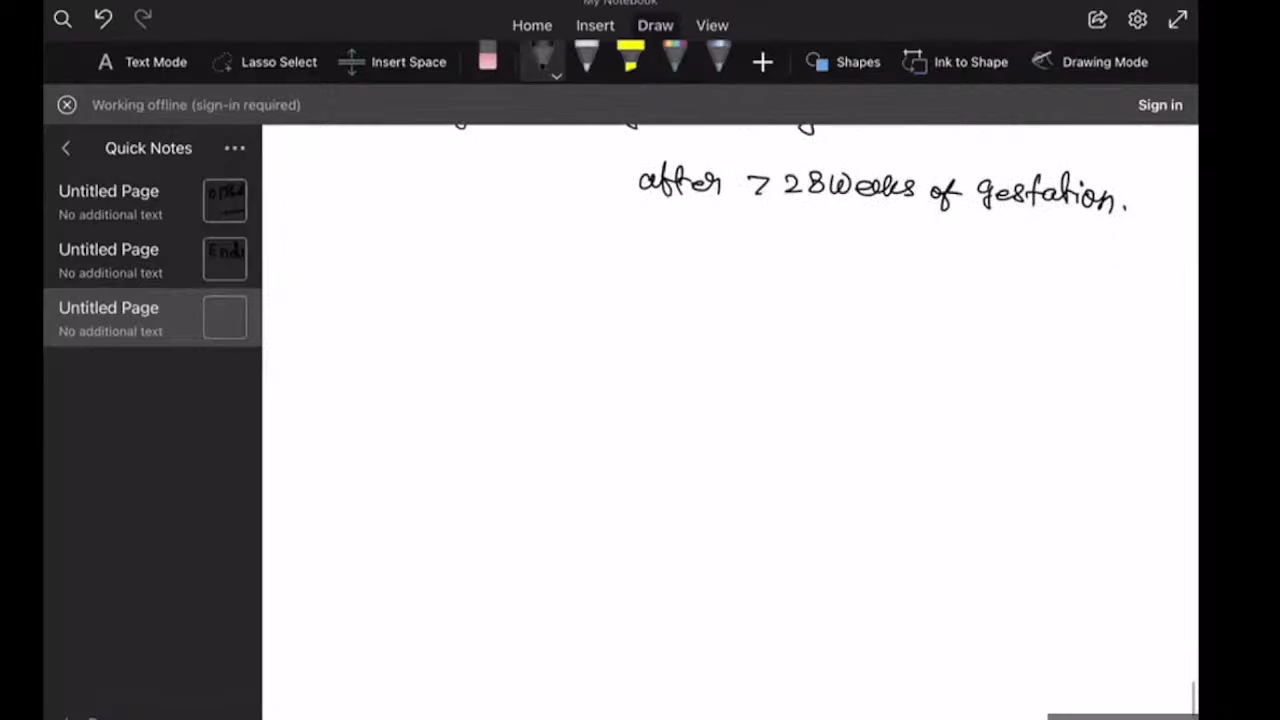 My Notebook
Home Insert Draw View
Text Mode Lasso Select Insert Space Shapes Ink to Shape Drawing Mode
Working offline (sign-in required) Sign in
Quick Notes
Untitled Page
No additional text
Untitled Page
No additional text
Untitled Page
No additional text
after > 28 Weeks of gestation.